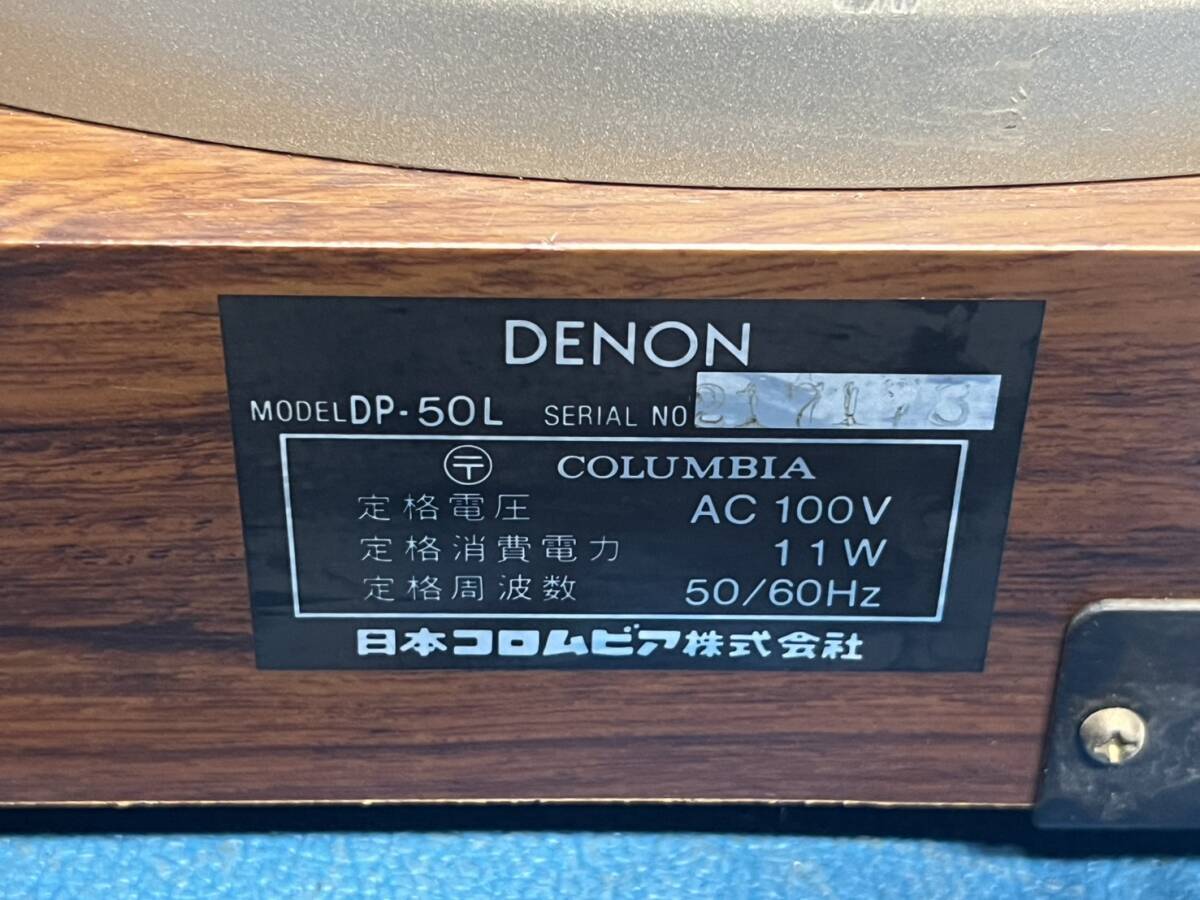 DENON
MODEL DP-50L SERIAL NO 217173
〶 COLUMBIA
定格電圧 AC 100V
定格消費電力 11W
定格周波数 50/60Hz
日本コロムビア株式会社